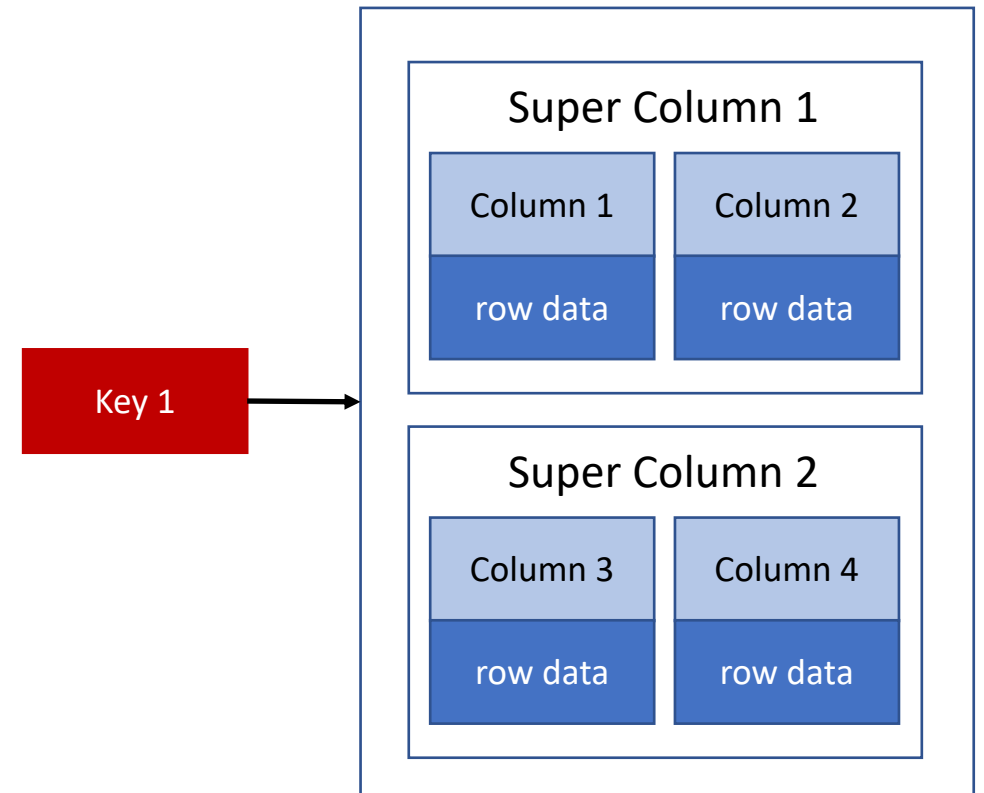 Super Column 1
Column 1
Column 2
row data
row data
Key 1
Super Column 2
Column 3
Column 4
row data
row data